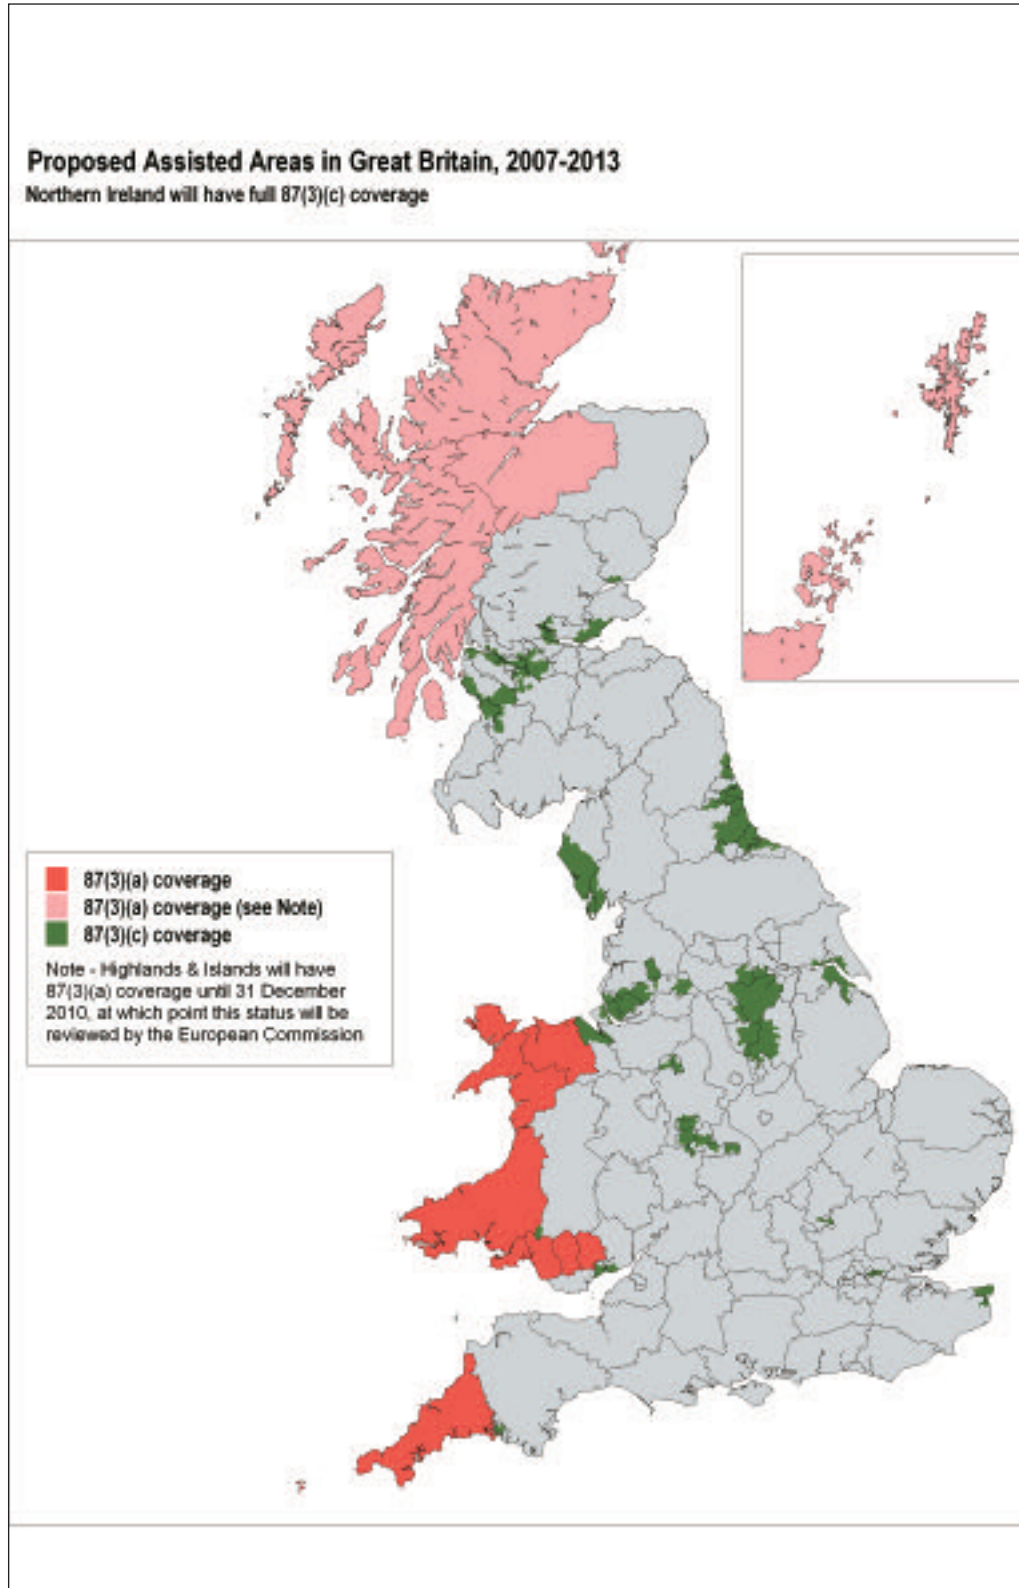 Proposed Assisted Areas in Great Britain, 2007-2013
Northern Ireland will have full 87(3)(c) coverage
87(3)(a) coverage
87(3)(a) coverage (see Note)
87(3)(c) coverage
Note - Highlands & Islands will have
87(3)(a) coverage until 31 December
2010, at which point this status will be
reviewed by the European Commission